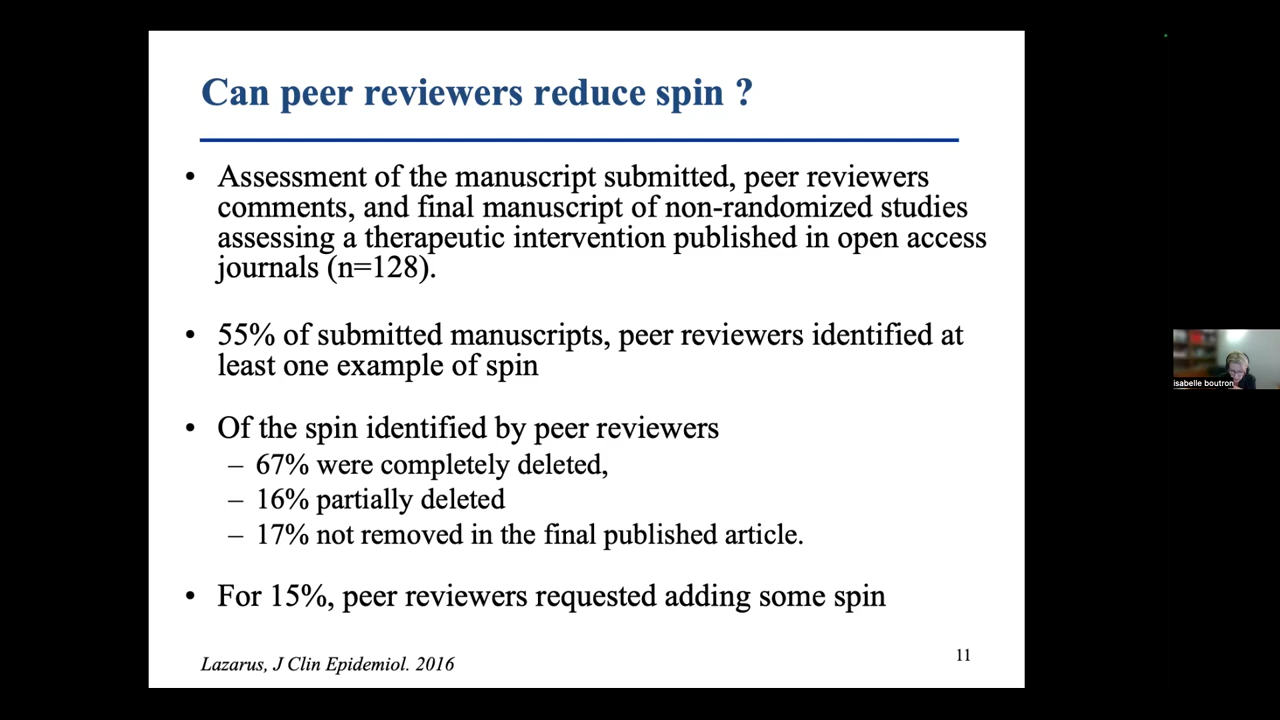 Can peer reviewers reduce spin ?
• Assessment of the manuscript submitted, peer reviewers
comments, and final manuscript of non-randomized studies
assessing a therapeutic intervention published in open access
journals (n=128).
• 55% of submitted manuscripts, peer reviewers identified at
least one example of spin
• Of the spin identified by peer reviewers
– 67% were completely deleted,
– 16% partially deleted
– 17% not removed in the final published article.
• For 15%, peer reviewers requested adding some spin
Lazarus, J Clin Epidemiol. 2016
11
isabelle boutron